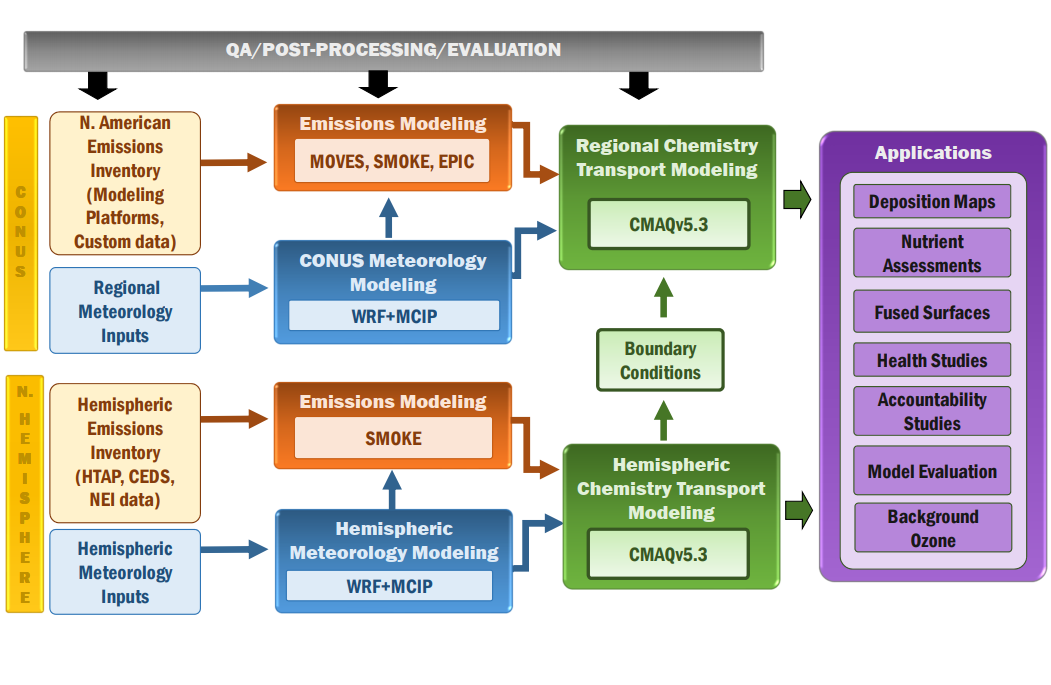 QA/POST-PROCESSING/EVALUATION
CONUS
N. American
Emissions
Inventory
(Modeling
Platforms,
Custom data)
Regional
Meteorology
Inputs
Emissions Modeling
MOVES, SMOKE, EPIC
CONUS Meteorology
Modeling
WRF+MCIP
Regional Chemistry
Transport Modeling
CMAQv5.3
Boundary
Conditions
N. HEMISPHERE
Hemispheric
Emissions
Inventory
(HTAP, CEDS,
NEI data)
Hemispheric
Meteorology
Inputs
Emissions Modeling
SMOKE
Hemispheric
Meteorology Modeling
WRF+MCIP
Hemispheric
Chemistry Transport
Modeling
CMAQv5.3
Applications
Deposition Maps
Nutrient
Assessments
Fused Surfaces
Health Studies
Accountability
Studies
Model Evaluation
Background
Ozone